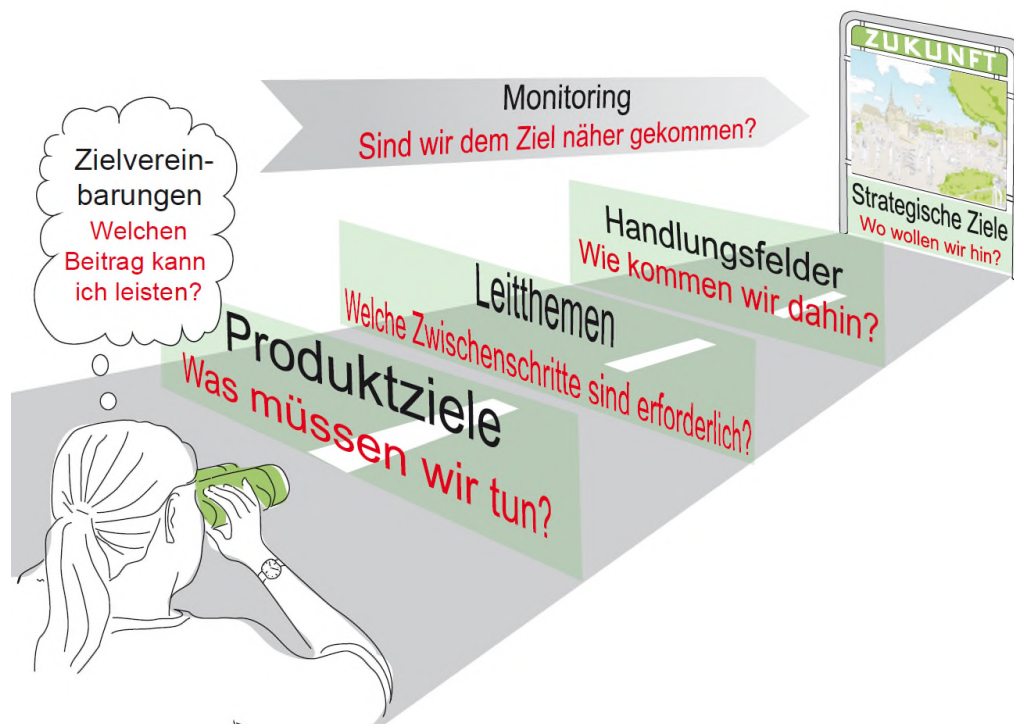 ZUKUNFT
Monitoring
Sind wir dem Ziel näher gekommen?
Zielverein-
barungen
Welchen
Beitrag kann
ich leisten?
Strategische Ziele
Wo wollen wir hin?
Handlungsfelder
Wie kommen wir dahin?
Leitthemen
Welche Zwischenschritte sind erforderlich?
Produktziele
Was müssen wir tun?